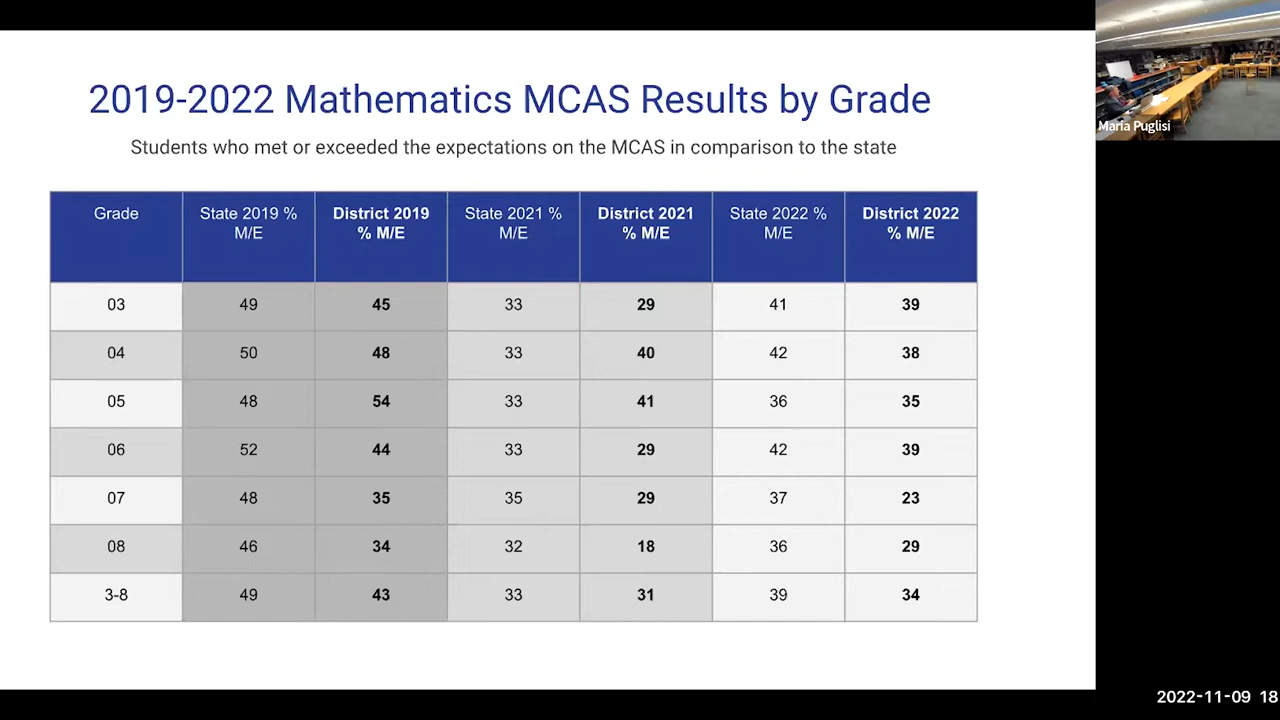 2019-2022 Mathematics MCAS Results by Grade
Students who met or exceeded the expectations on the MCAS in comparison to the state
Grade State 2019 % M/E District 2019 % M/E State 2021 % M/E District 2021 % M/E State 2022 % M/E District 2022 % M/E
03 49 45 33 29 41 39
04 50 48 33 40 42 38
05 48 54 33 41 36 35
06 52 44 33 29 42 39
07 48 35 35 29 37 23
08 46 34 32 18 36 29
3-8 49 43 33 31 39 34
Maria Puglisi
2022-11-09 18